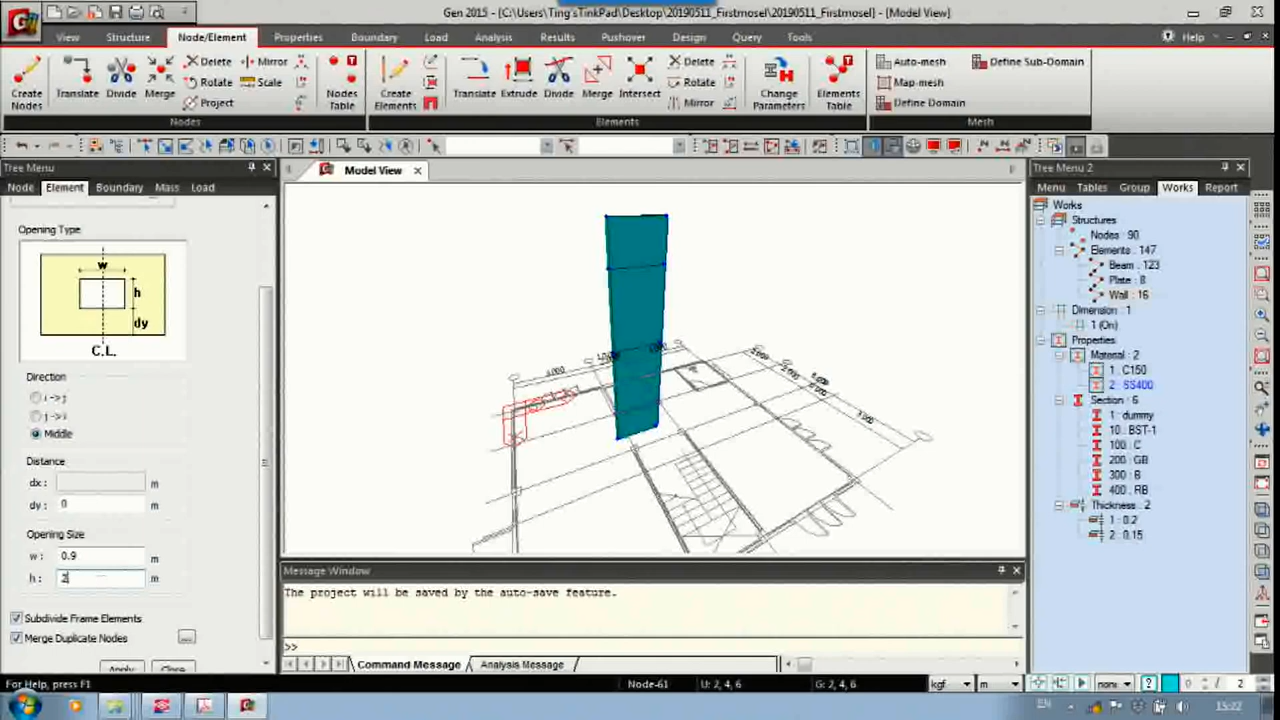 Gen 2015 - [C:\Users\Ting'sTinkPad\Desktop\20190511_Firstmosel\20190511_Firstmosel] - [Model View]
View Structure Node/Element Properties Boundary Load Analysis Results Pushover Design Query Tools Help
Create Nodes
Translate
Divide
Merge
Delete
Rotate
Project
Mirror
Scale
Nodes Table
Nodes
Create Elements
Translate
Extrude
Divide
Merge
Intersect
Delete
Rotate
Mirror
Change Parameters
Elements Table
Elements
Auto-mesh
Map-mesh
Define Domain
Define Sub-Domain
Mesh
Tree Menu
Node Element Boundary Mass Load
Opening Type
w
h
dy
C.L.
Direction
i -> j
j -> i
Middle
Distance
dx : m
dy : 0 m
Opening Size
w : 0.9 m
h : 2 m
Subdivide Frame Elements
Merge Duplicate Nodes
...
Apply Close
Model View
Message Window
The project will be saved by the auto-save feature.
>>
Command Message Analysis Message
Tree Menu 2
Menu Tables Group Works Report
Works
Structures
Nodes : 90
Elements : 147
Beam : 123
Plate : 8
Wall : 16
Dimension : 1
1 (On)
Properties
Material : 2
1 : C150
2 : SS400
Section : 6
1 : dummy
10 : BST-1
100 : C
200 : GB
300 : B
400 : RB
Thickness : 2
1 : 0.2
2 : 0.15
For Help, press F1
Node-61
U: 2, 4, 6
G: 2, 4, 6
kgf
m
none
?
0
/ 2
EN
15:22